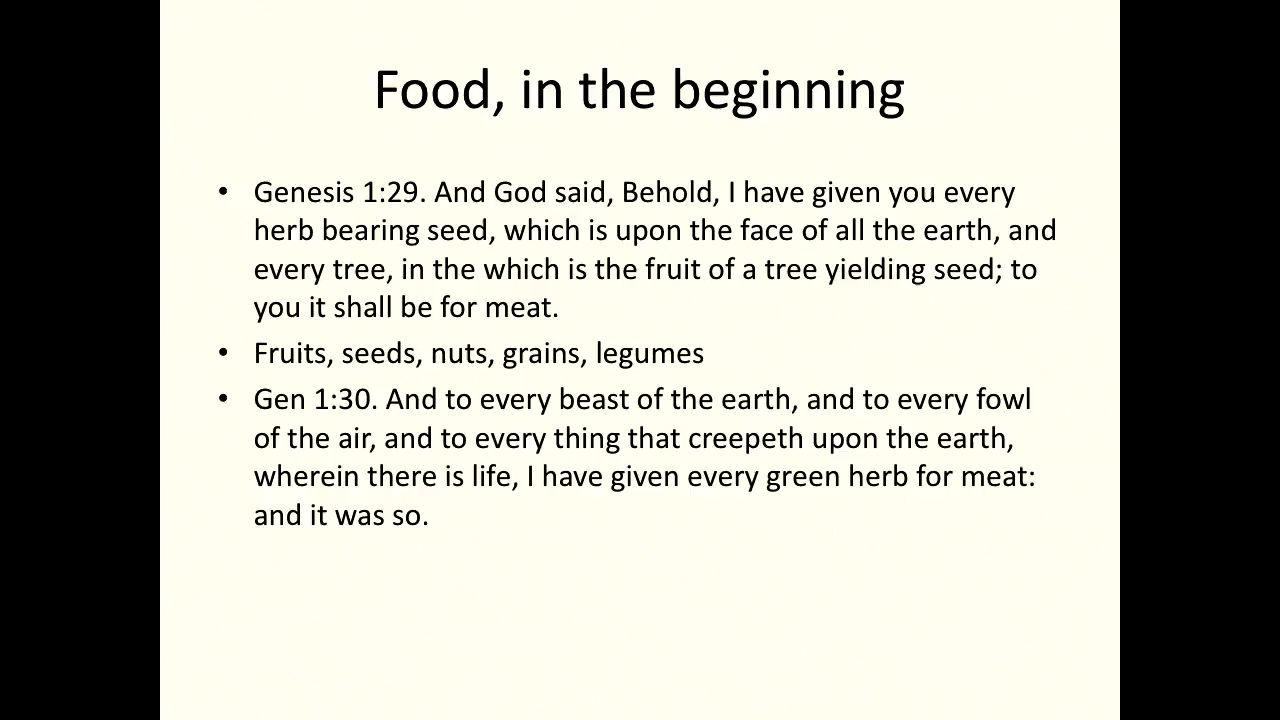 Food, in the beginning
• Genesis 1:29. And God said, Behold, I have given you every
herb bearing seed, which is upon the face of all the earth, and
every tree, in the which is the fruit of a tree yielding seed; to
you it shall be for meat.
• Fruits, seeds, nuts, grains, legumes
• Gen 1:30. And to every beast of the earth, and to every fowl
of the air, and to every thing that creepeth upon the earth,
wherein there is life, I have given every green herb for meat:
and it was so.